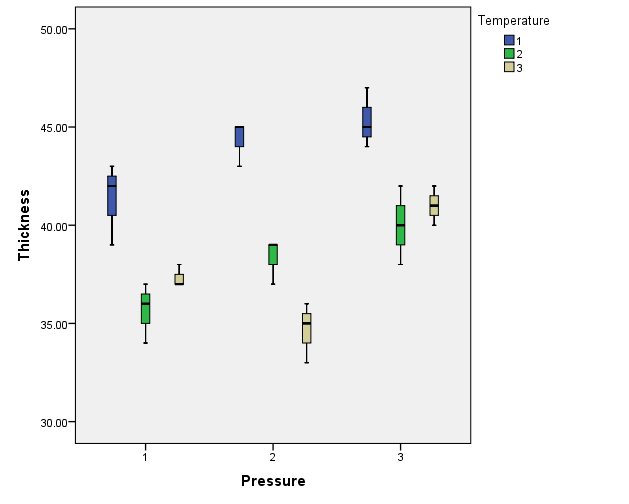 Temperature
1
2
3
Thickness
50.00
45.00
40.00
35.00
30.00
1 2 3
Pressure